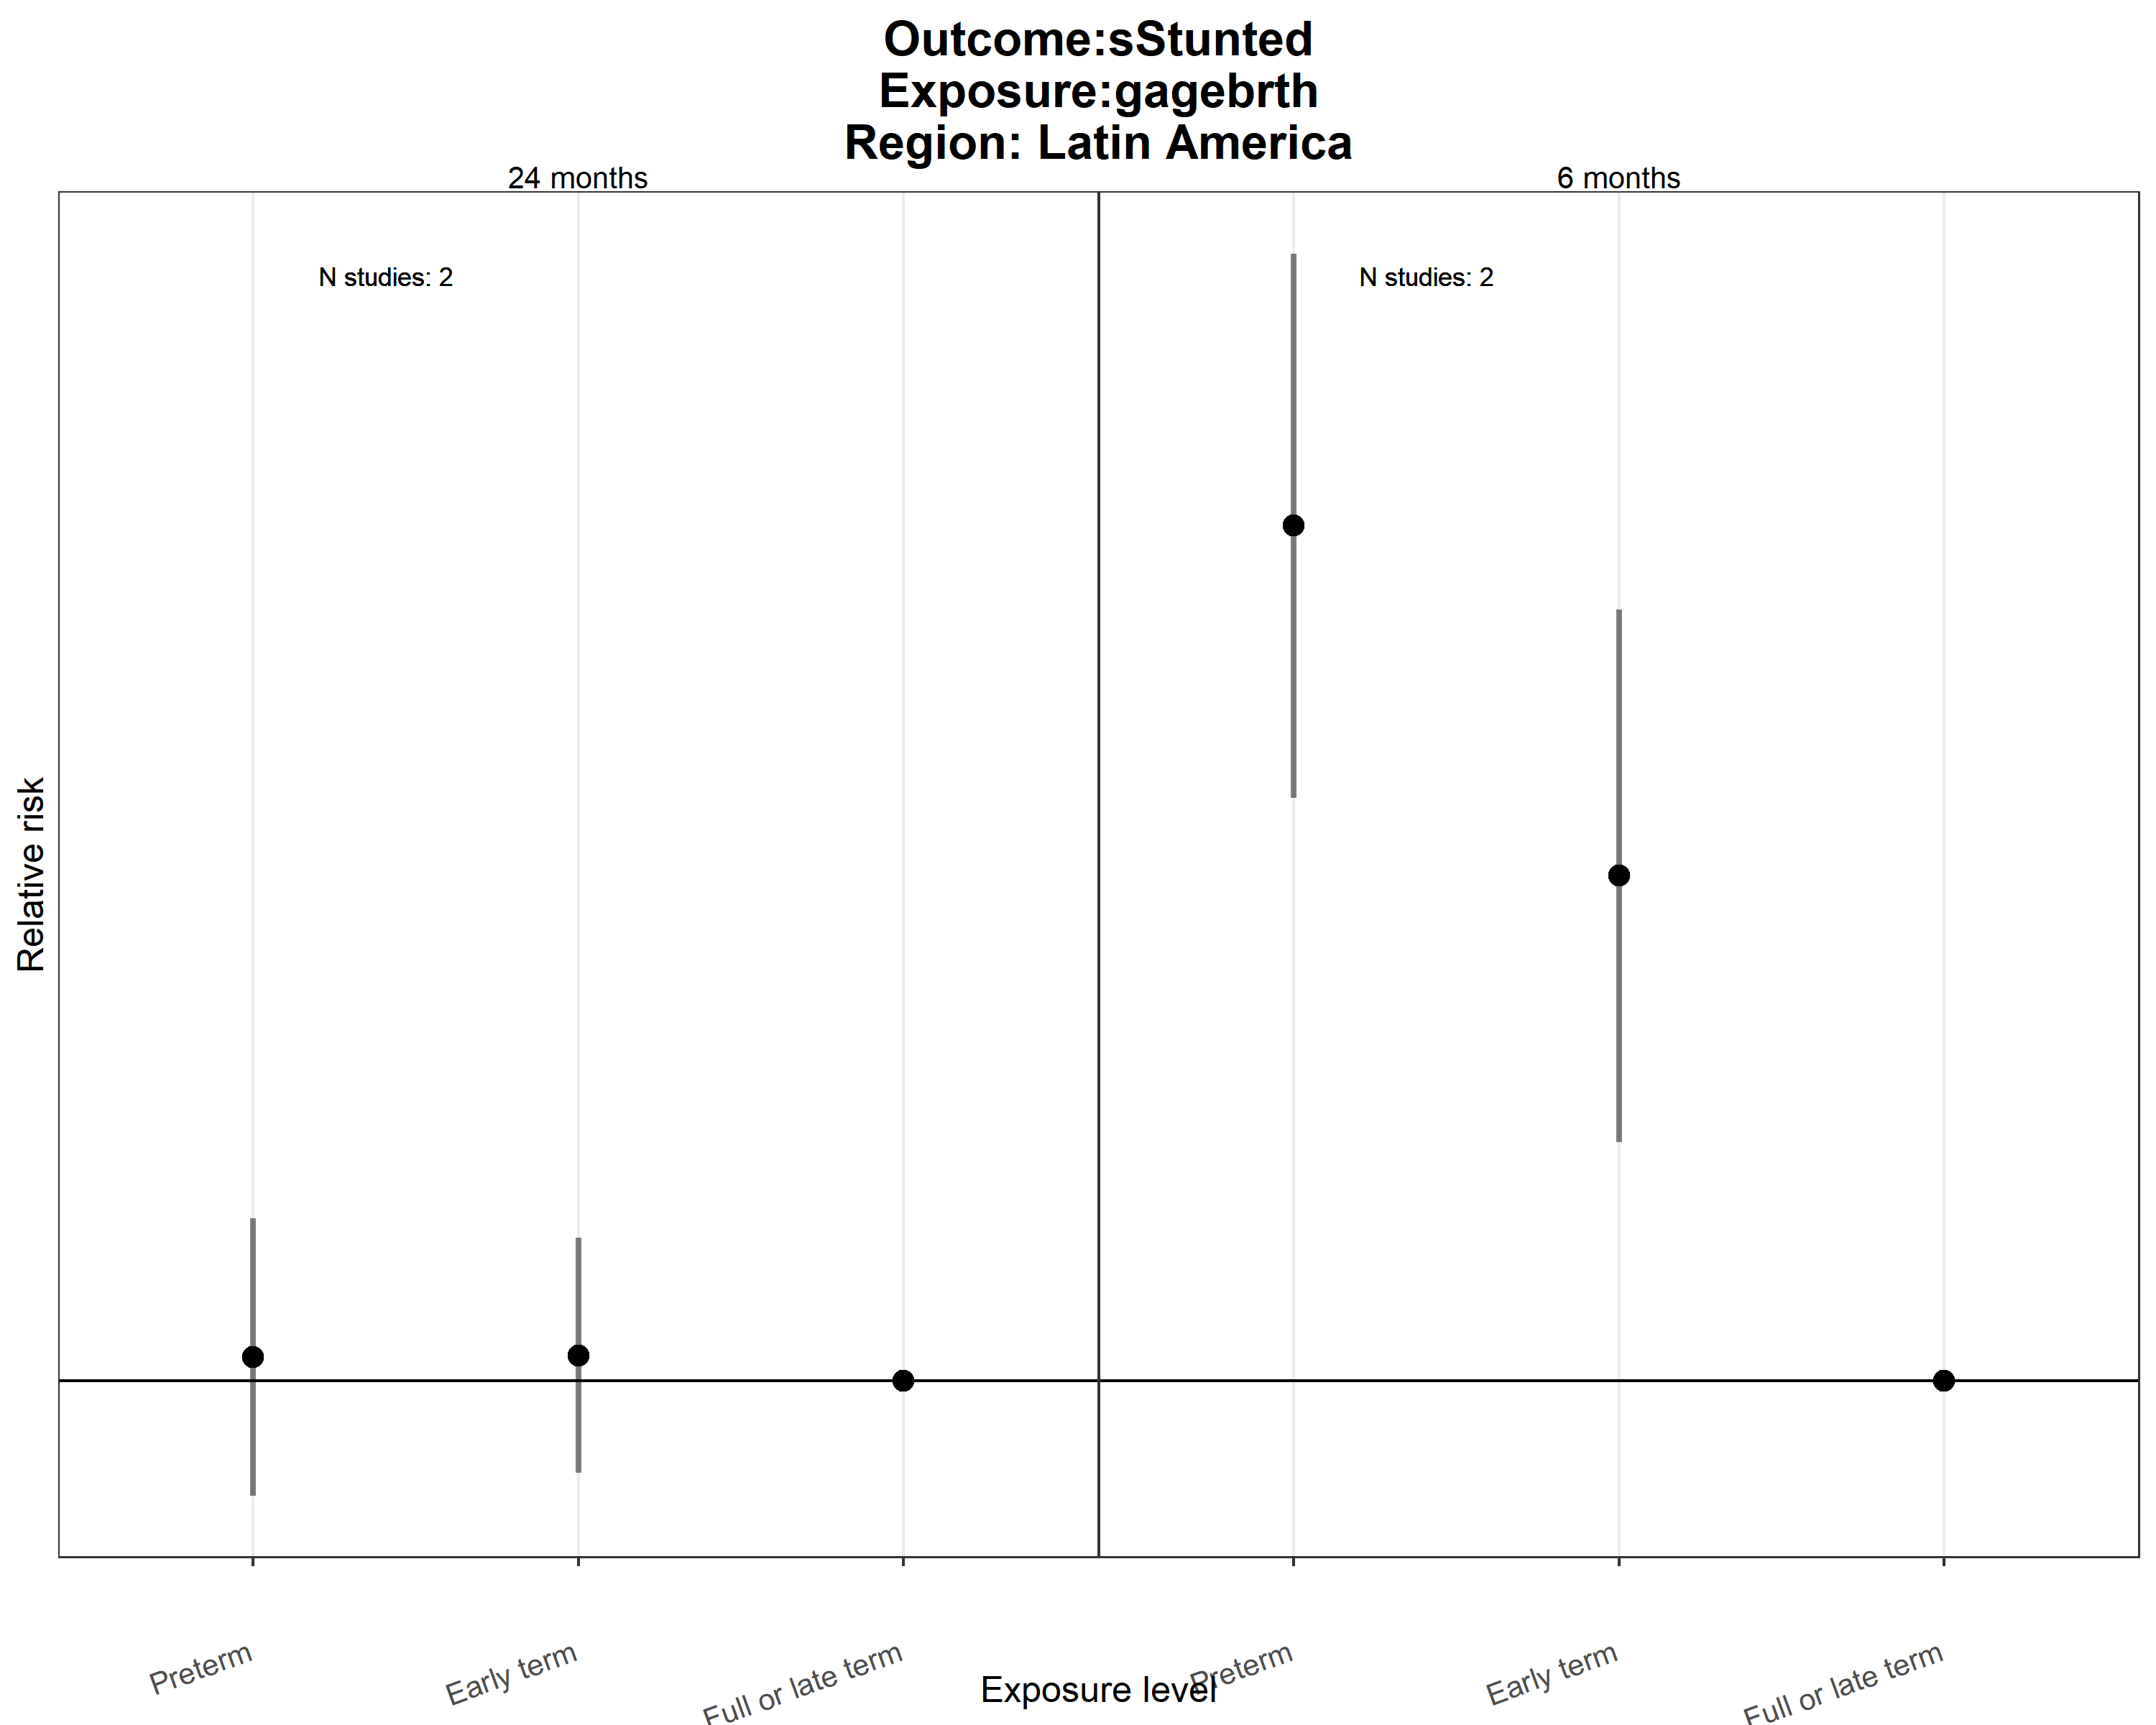 Outcome:sStunted
Exposure:gagebrth
Region: Latin America
24 months
6 months
N studies: 2
N studies: 2
Relative risk
Preterm
Early term
Full or late term
Preterm
Early term
Full or late term
Exposure level